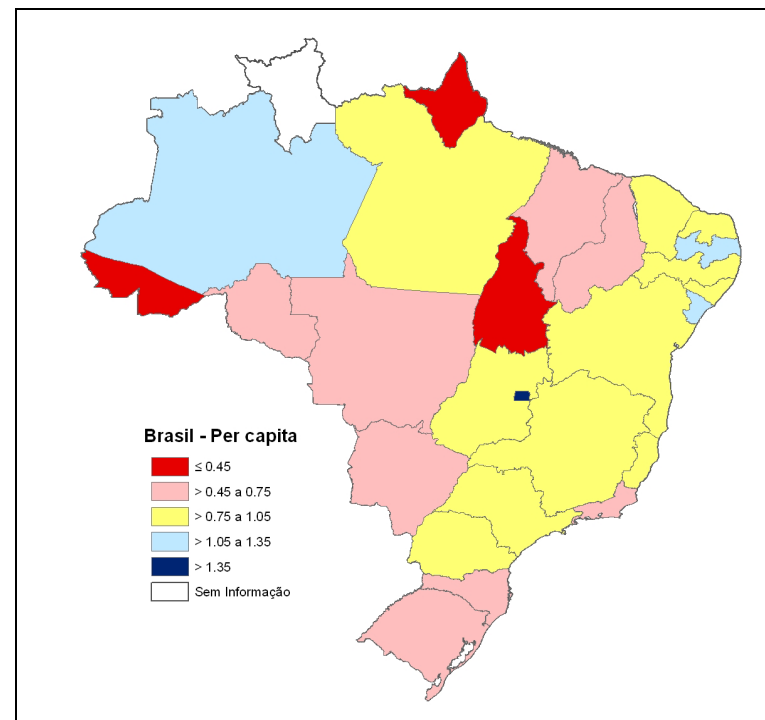 Brasil - Per capita
≤ 0.45
> 0.45 a 0.75
> 0.75 a 1.05
> 1.05 a 1.35
> 1.35
Sem Informação